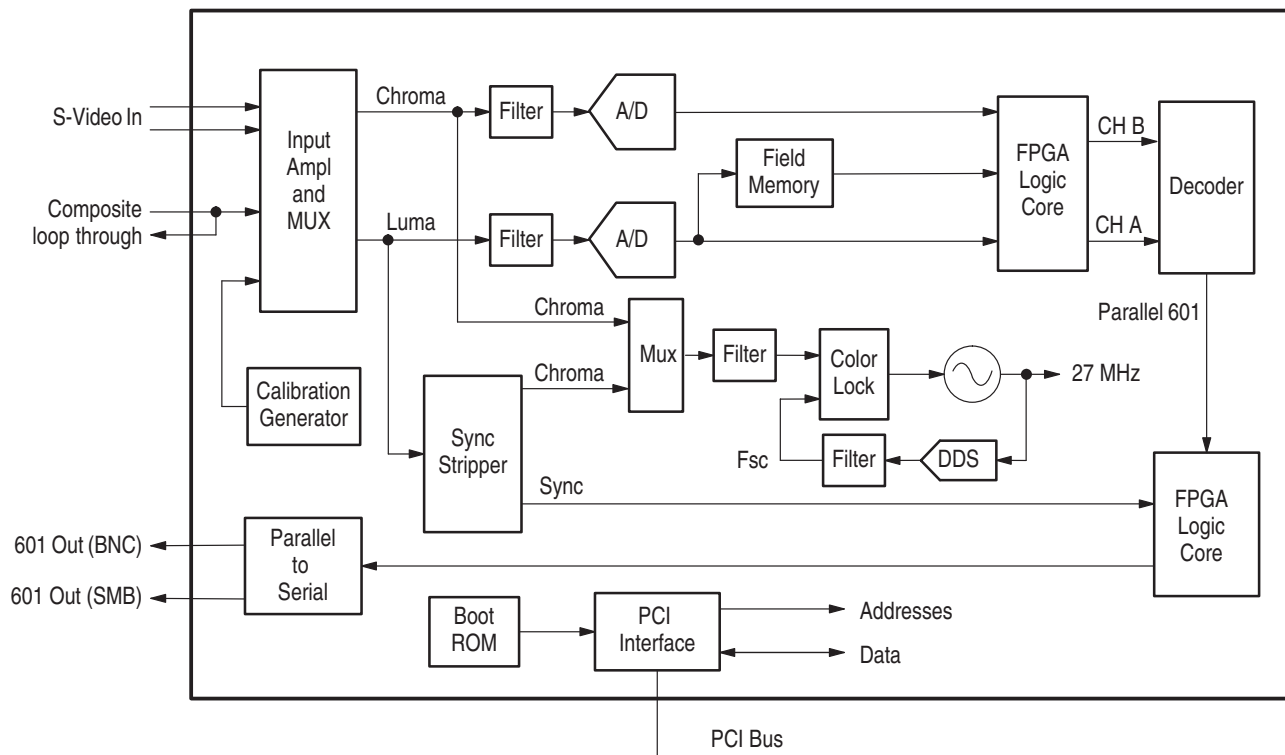 S-Video In
Composite
loop through
Input
Ampl
and
MUX
Chroma
Filter
A/D
Luma
Filter
A/D
Field
Memory
FPGA
Logic
Core
CH B
CH A
Decoder
Parallel 601
Calibration
Generator
Chroma
Chroma
Mux
Filter
Color
Lock
27 MHz
Sync
Stripper
Fsc
Filter
DDS
Sync
FPGA
Logic
Core
601 Out (BNC)
601 Out (SMB)
Parallel
to
Serial
Boot
ROM
PCI
Interface
Addresses
Data
PCI Bus